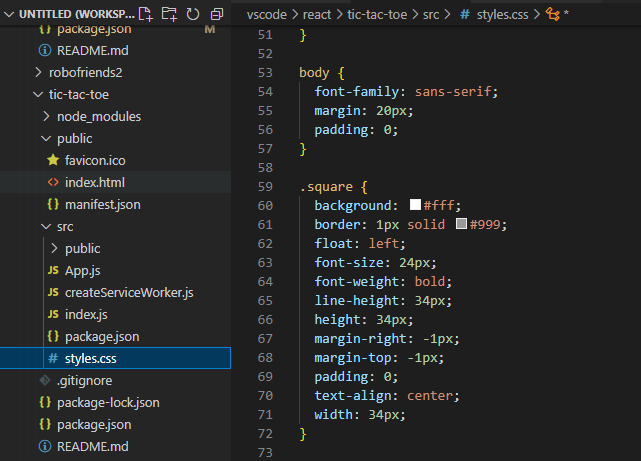 UNTITLED (WORKSP...
package.json M
README.md
robofriends2
tic-tac-toe
node_modules
public
favicon.ico
index.html
manifest.json
src
public
JS App.js
JS createServiceWorker.js
JS index.js
package.json
# styles.css
.gitignore
package-lock.json
package.json
README.md
vscode > react > tic-tac-toe > src > # styles.css > *
51 }
52
53 body {
54 font-family: sans-serif;
55 margin: 20px;
56 padding: 0;
57 }
58
59 .square {
60 background: #fff;
61 border: 1px solid #999;
62 float: left;
63 font-size: 24px;
64 font-weight: bold;
65 line-height: 34px;
66 height: 34px;
67 margin-right: -1px;
68 margin-top: -1px;
69 padding: 0;
70 text-align: center;
71 width: 34px;
72 }
73